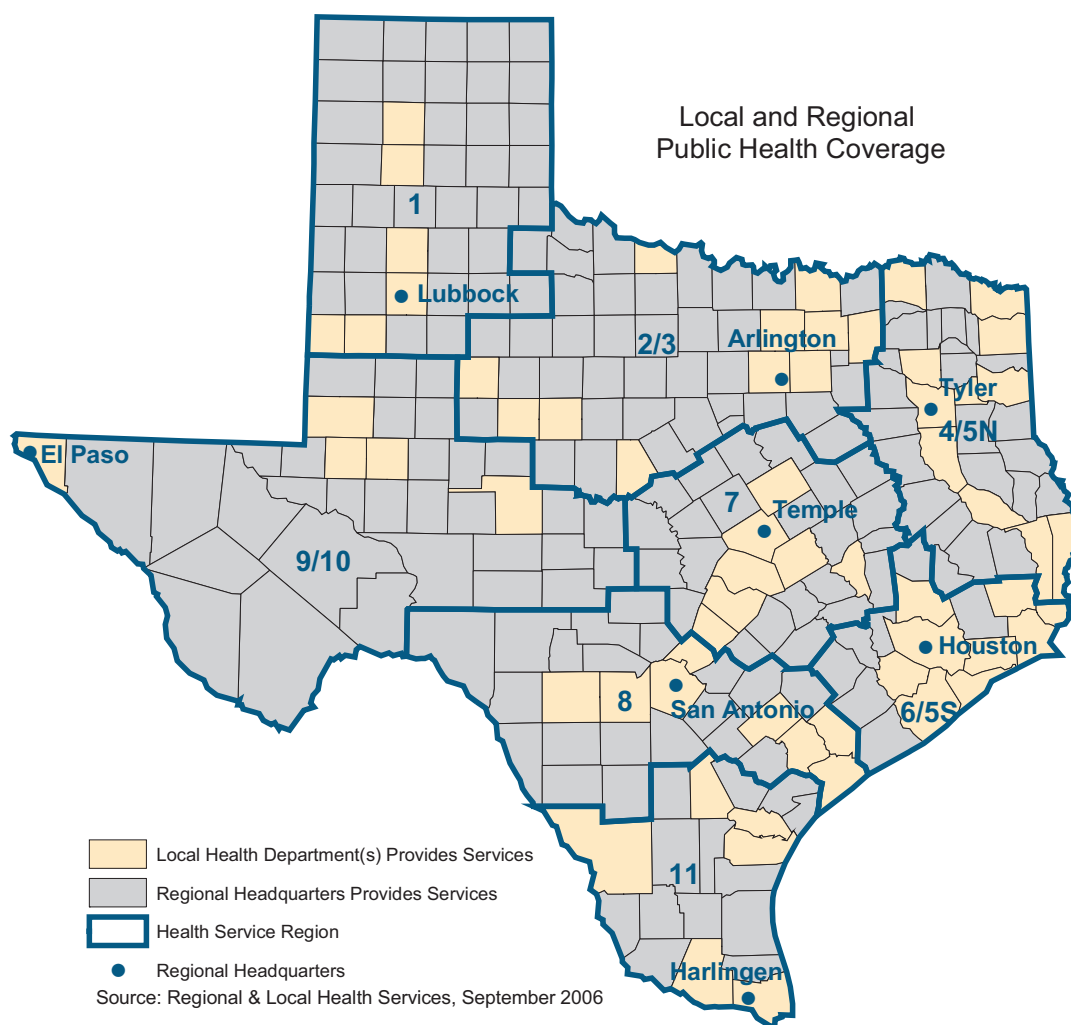 Local and Regional
Public Health Coverage
1
Lubbock
2/3
Arlington
Tyler
4/5N
El Paso
7
Temple
9/10
Houston
8
San Antonio
6/5S
11
Harlingen
Local Health Department(s) Provides Services
Regional Headquarters Provides Services
Health Service Region
Regional Headquarters
Source: Regional & Local Health Services, September 2006